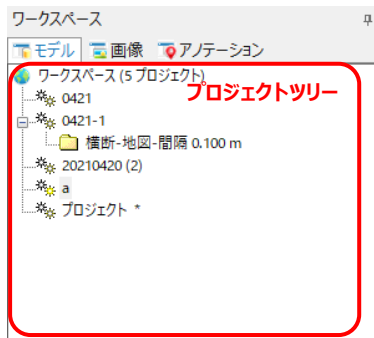 ワークスペース
モデル 画像 アノテーション
ワークスペース (5 プロジェクト)
プロジェクトツリー
0421
0421-1
横断-地図-間隔 0.100 m
20210420 (2)
a
プロジェクト *